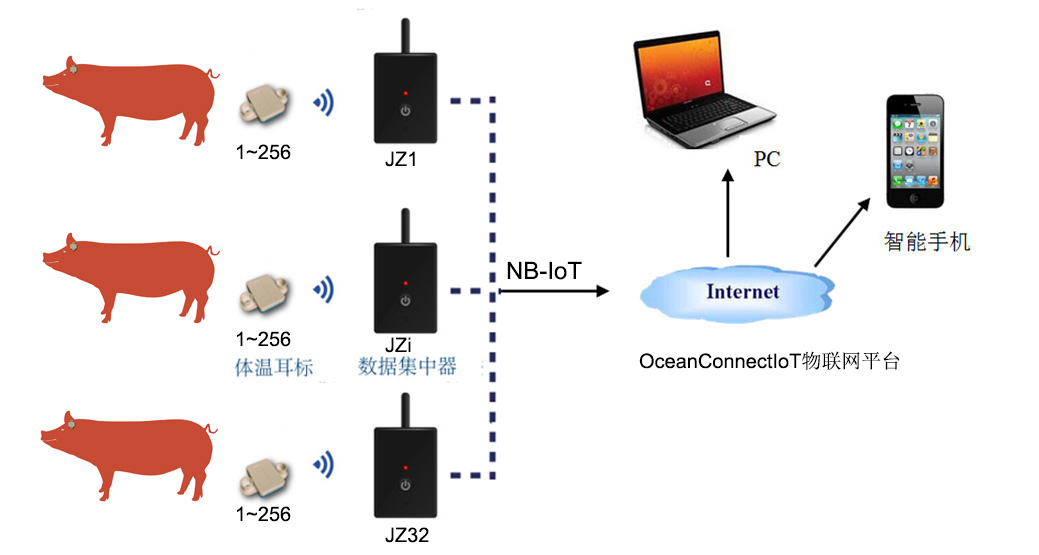 1~256
JZ1
PC
智能手机
NB-IoT
Internet
1~256
JZi
体温耳标
数据集中器
OceanConnectIoT物联网平台
1~256
JZ32